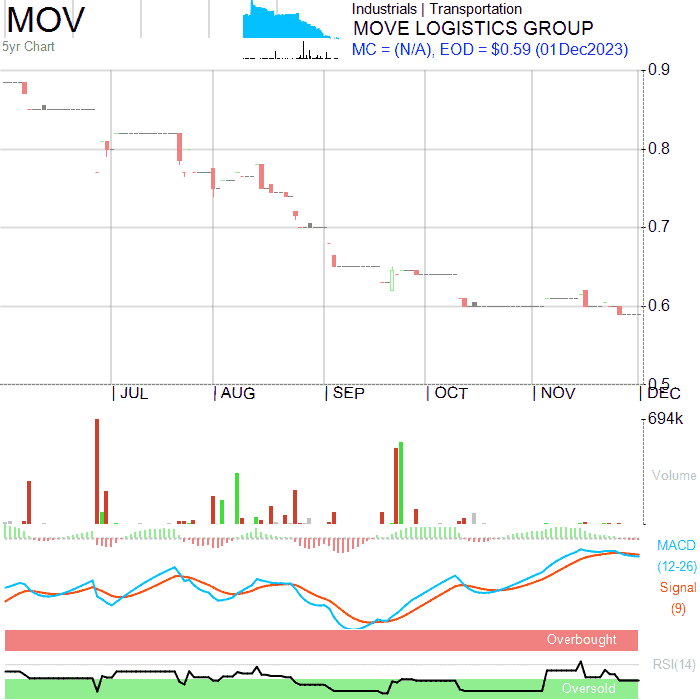 MOV
5yr Chart
Industrials | Transportation
MOVE LOGISTICS GROUP
MC = (N/A), EOD = $0.59 (01Dec2023)
0.9
0.8
0.7
0.6
0.5
JUL
AUG
SEP
OCT
NOV
DEC
694k
Volume
MACD
(12-26)
Signal
(9)
Overbought
RSI(14)
Oversold